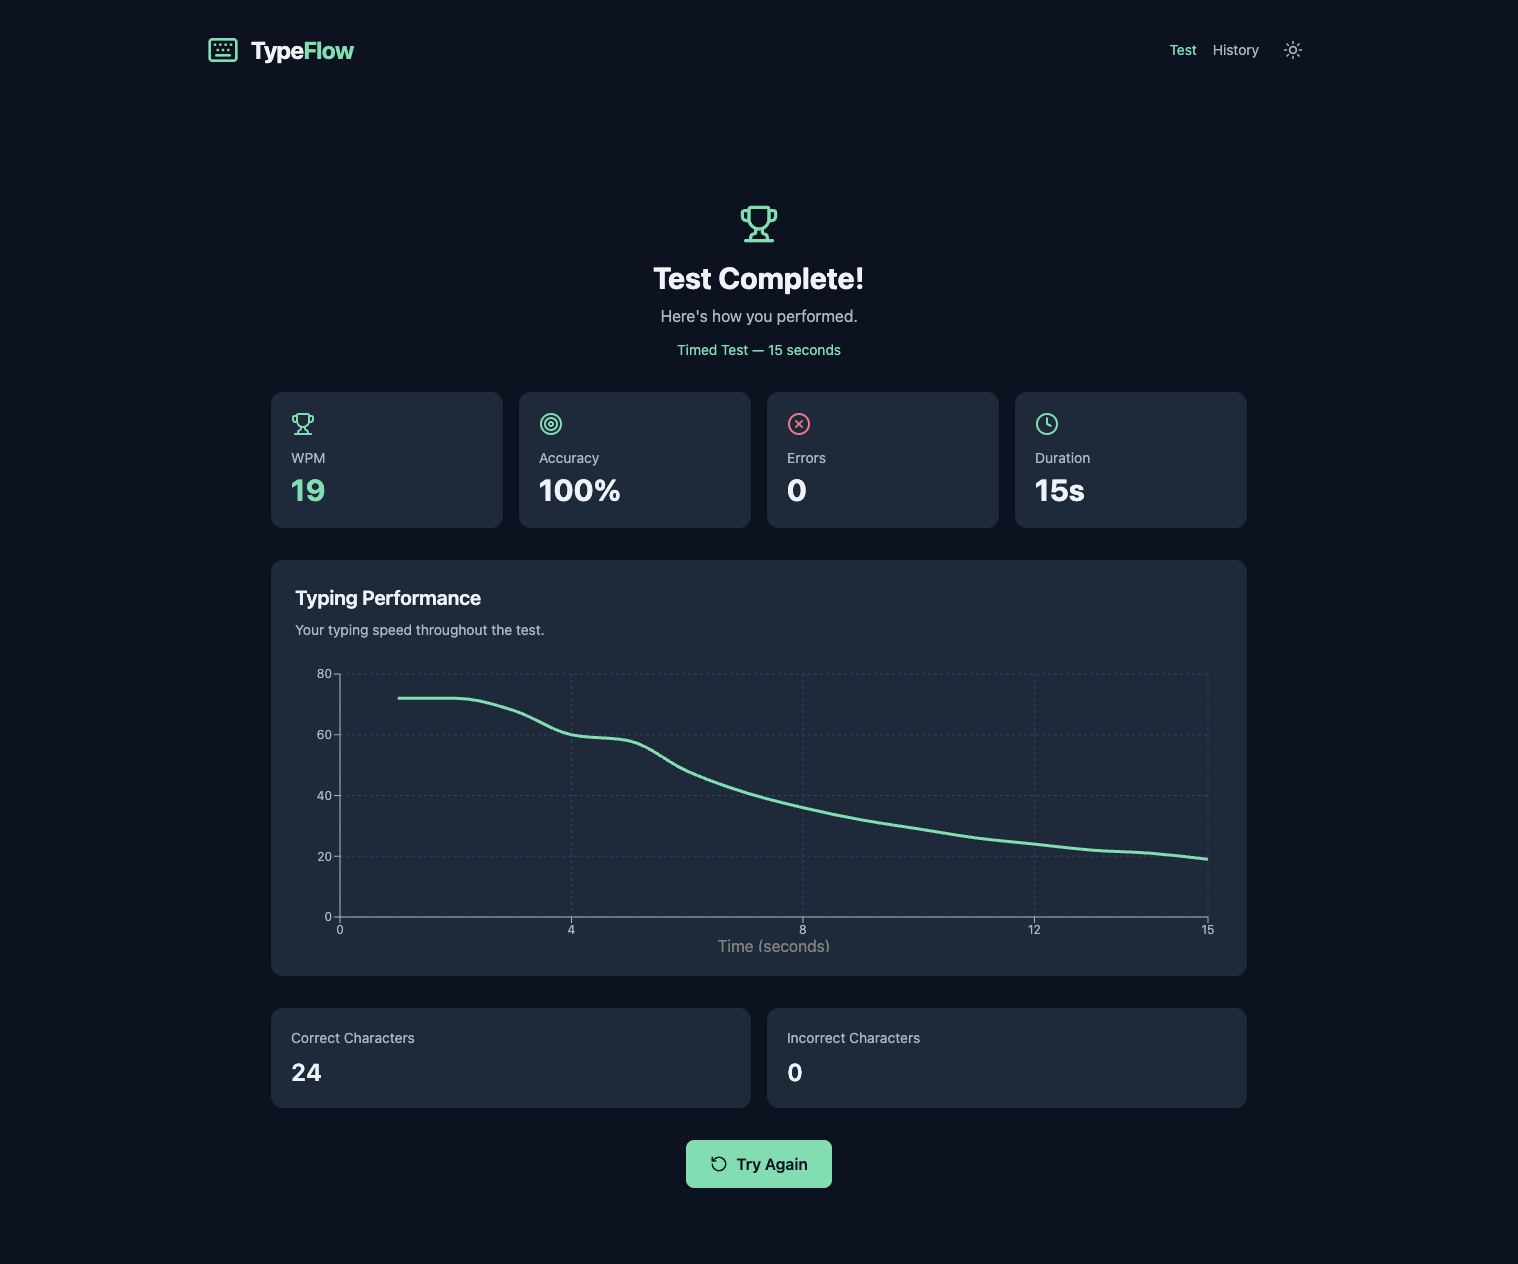 TypeFlow
Test
History
Test Complete!
Here's how you performed.
Timed Test — 15 seconds
WPM
19
Accuracy
100%
Errors
0
Duration
15s
Typing Performance
Your typing speed throughout the test.
80
60
40
20
0
0 4 8 12 15
Time (seconds)
Correct Characters
24
Incorrect Characters
0
Try Again